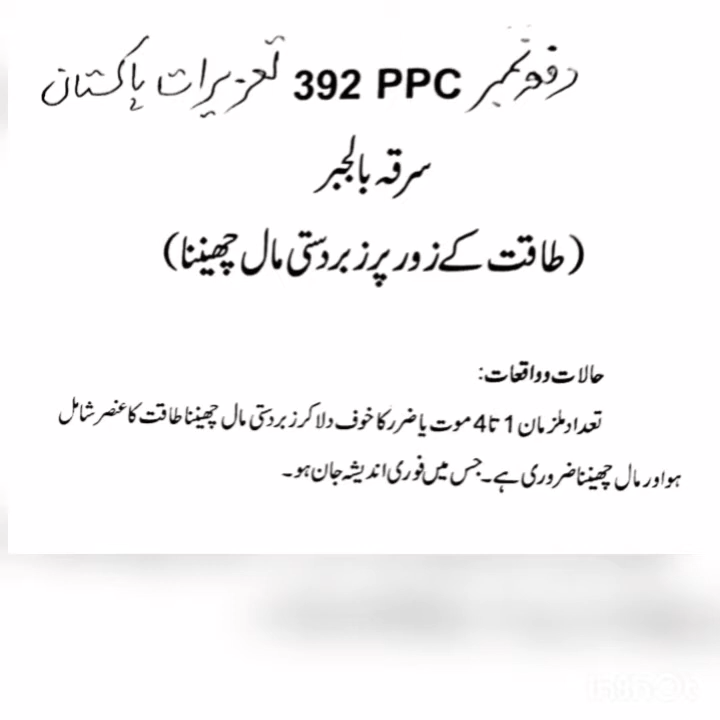 دفعہ نمبر 392 PPC تعزیرات پاکستان
سرقہ بالجبر
(طاقت کے زور پر زبردستی مال چھیننا)
حالات و واقعات:
تعداد ملزمان 1 تا 4 موت یا ضرر کا خوف دلا کر زبردستی مال چھیننا طاقت کا عنصر شامل
ہو اور مال چھیننا ضروری ہے۔ جس میں فوری اندیشہ جان ہو۔